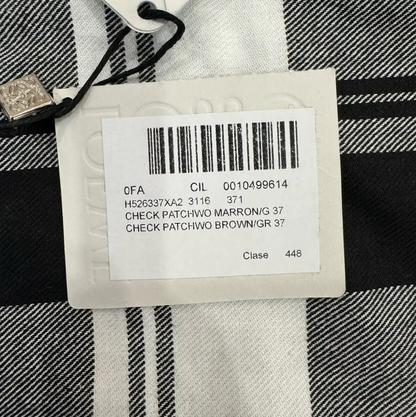 0FA CIL 0010499614
H526337XA2 3116 371
CHECK PATCHWO MARRON/G 37
CHECK PATCHWO BROWN/GR 37
Clase 448